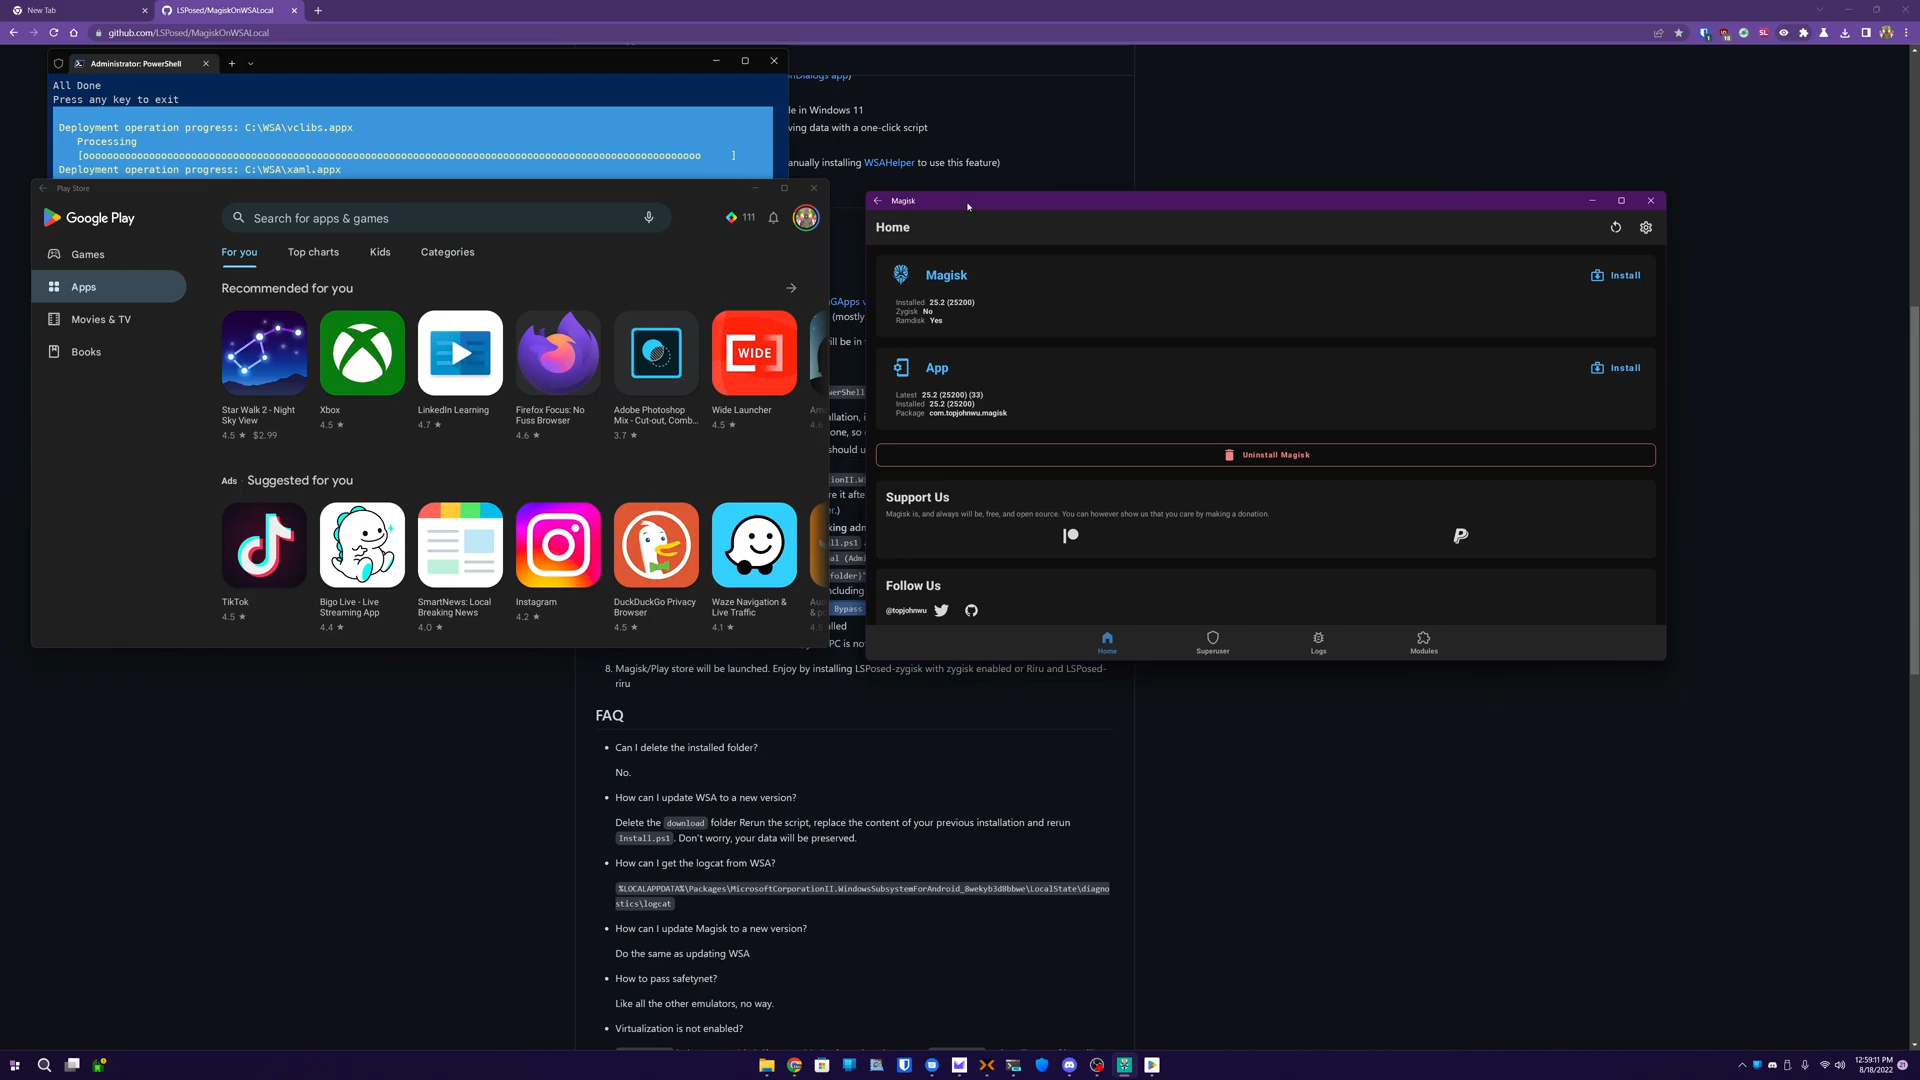 New Tab
LSPosed/MagiskOnWSALocal
github.com/LSPosed/MagiskOnWSALocal
Administrator: PowerShell
All Done
Press any key to exit
Deployment operation progress: C:\WSA\vclibs.appx
Processing
Deployment operation progress: C:\WSA\xaml.appx
onDialogs app)
de in Windows 11
ving data with a one-click script
anually installing WSAHelper to use this feature)
Play Store
Google Play
Search for apps & games
111
Games
Apps
Movies & TV
Books
For you
Top charts
Kids
Categories
Recommended for you
Star Walk 2 - Night
Sky View
4.5 ★ $2.99
Xbox
4.5 ★
LinkedIn Learning
4.7 ★
Firefox Focus: No
Fuss Browser
4.6 ★
Adobe Photoshop
Mix - Cut-out, Comb...
3.7 ★
WIDE
Wide Launcher
4.5 ★
Ads · Suggested for you
TikTok
4.5 ★
Bigo Live - Live
Streaming App
4.4 ★
SmartNews: Local
Breaking News
4.0 ★
Instagram
4.2 ★
DuckDuckGo Privacy
Browser
4.5 ★
Waze Navigation &
Live Traffic
4.1 ★
Magisk
Home
Magisk
Install
Installed 25.2 (25200)
Zygisk No
Ramdisk Yes
App
Install
Latest 25.2 (25200) (33)
Installed 25.2 (25200)
Package com.topjohnwu.magisk
Uninstall Magisk
Support Us
Magisk is, and always will be, free, and open source. You can however show us that you care by making a donation.
Follow Us
@topjohnwu
Home
Superuser
Logs
Modules
8. Magisk/Play store will be launched. Enjoy by installing LSPosed-zygisk with zygisk enabled or Riru and LSPosed-
riru
FAQ
• Can I delete the installed folder?
No.
• How can I update WSA to a new version?
Delete the download folder Rerun the script, replace the content of your previous installation and rerun
Install.ps1. Don't worry, your data will be preserved.
• How can I get the logcat from WSA?
%LOCALAPPDATA%\Packages\MicrosoftCorporationII.WindowsSubsystemForAndroid_8wekyb3d8bbwe\LocalState\diagno
stics\logcat
• How can I update Magisk to a new version?
Do the same as updating WSA
• How to pass safetynet?
Like all the other emulators, no way.
• Virtualization is not enabled?
12:59:11 PM
8/18/2022